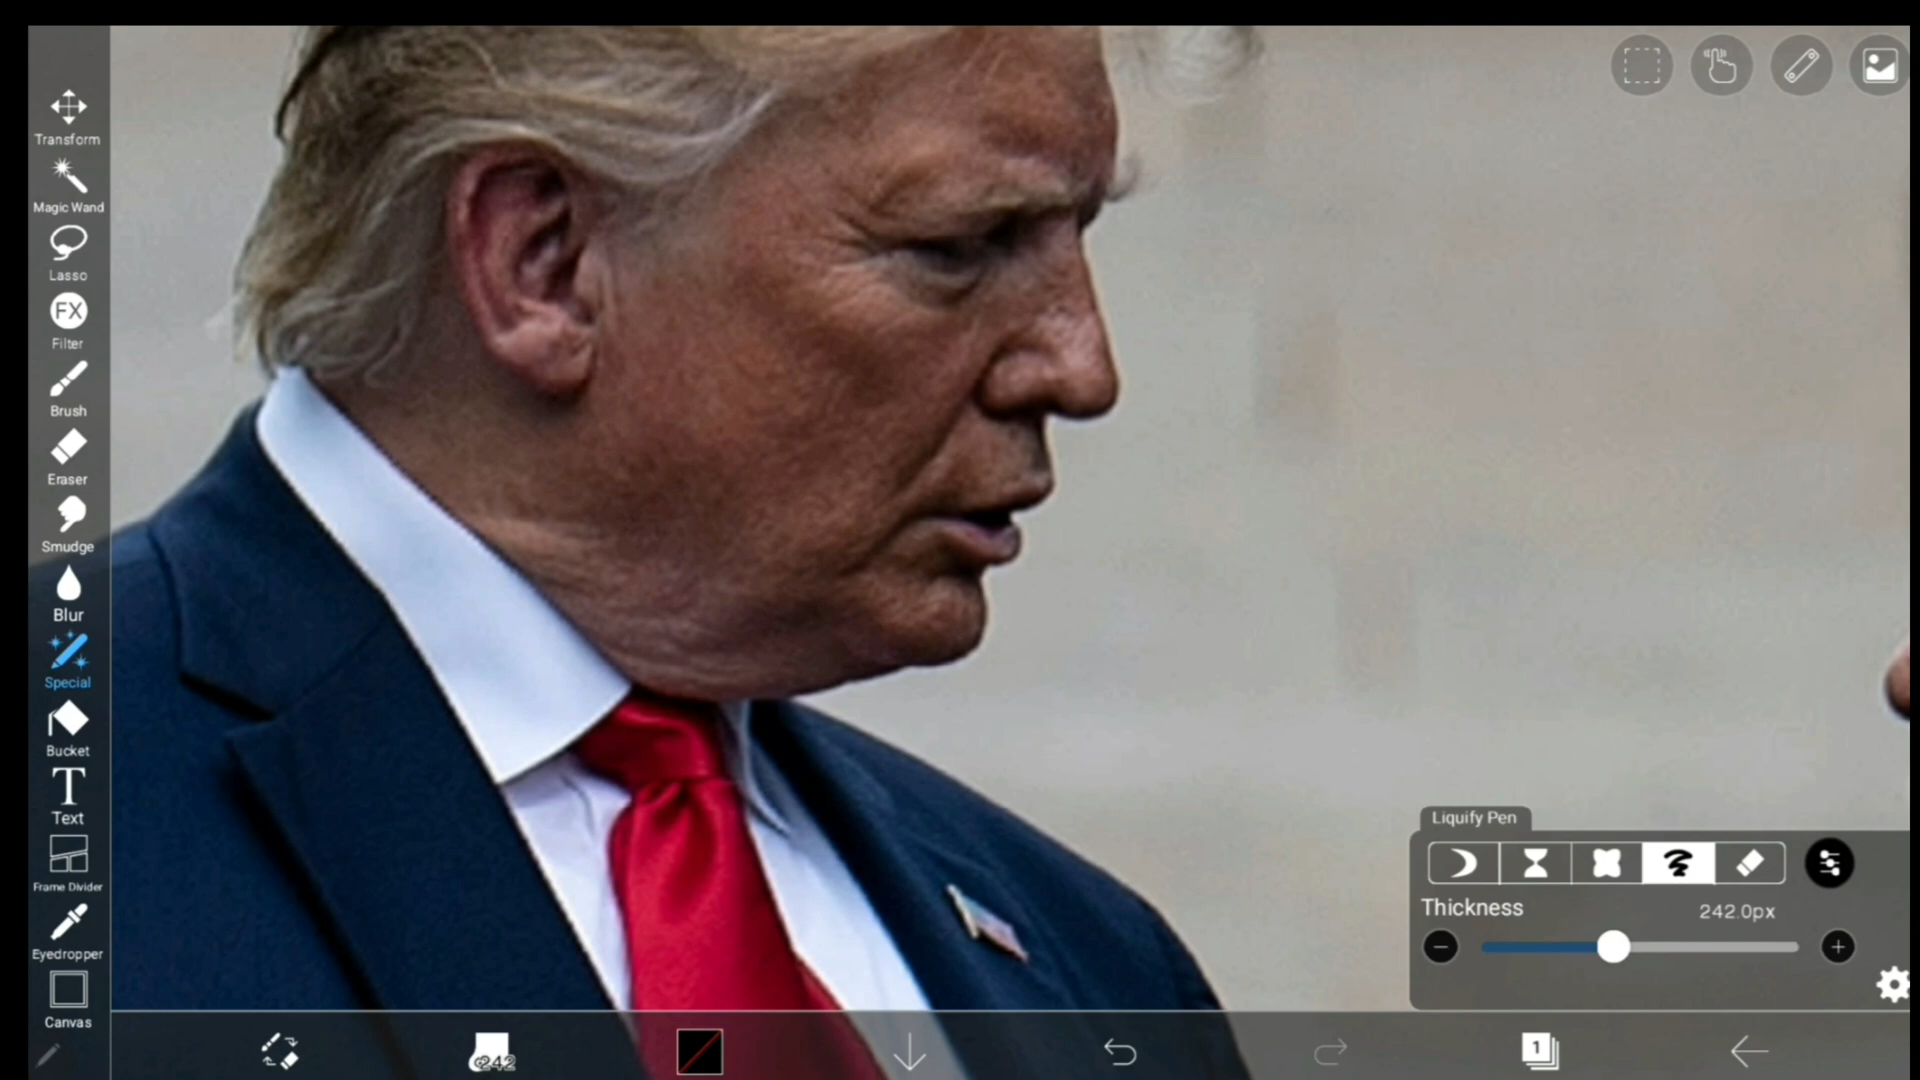 Transform
Magic Wand
Lasso
FX
Filter
Brush
Eraser
Smudge
Blur
Special
Bucket
T
Text
Frame Divider
Eyedropper
Canvas
Liquify Pen
Thickness
242.0px
242
1